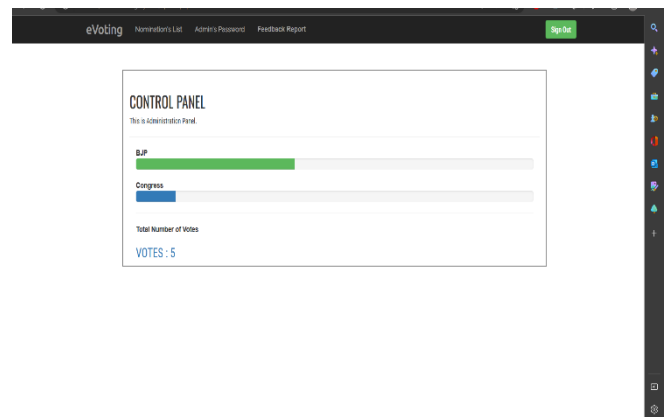 eVoting Nomination's List Admin's Password Feedback Report Sign Out
CONTROL PANEL
This is Administration Panel.
BJP
Congress
Total Number of Votes
VOTES : 5